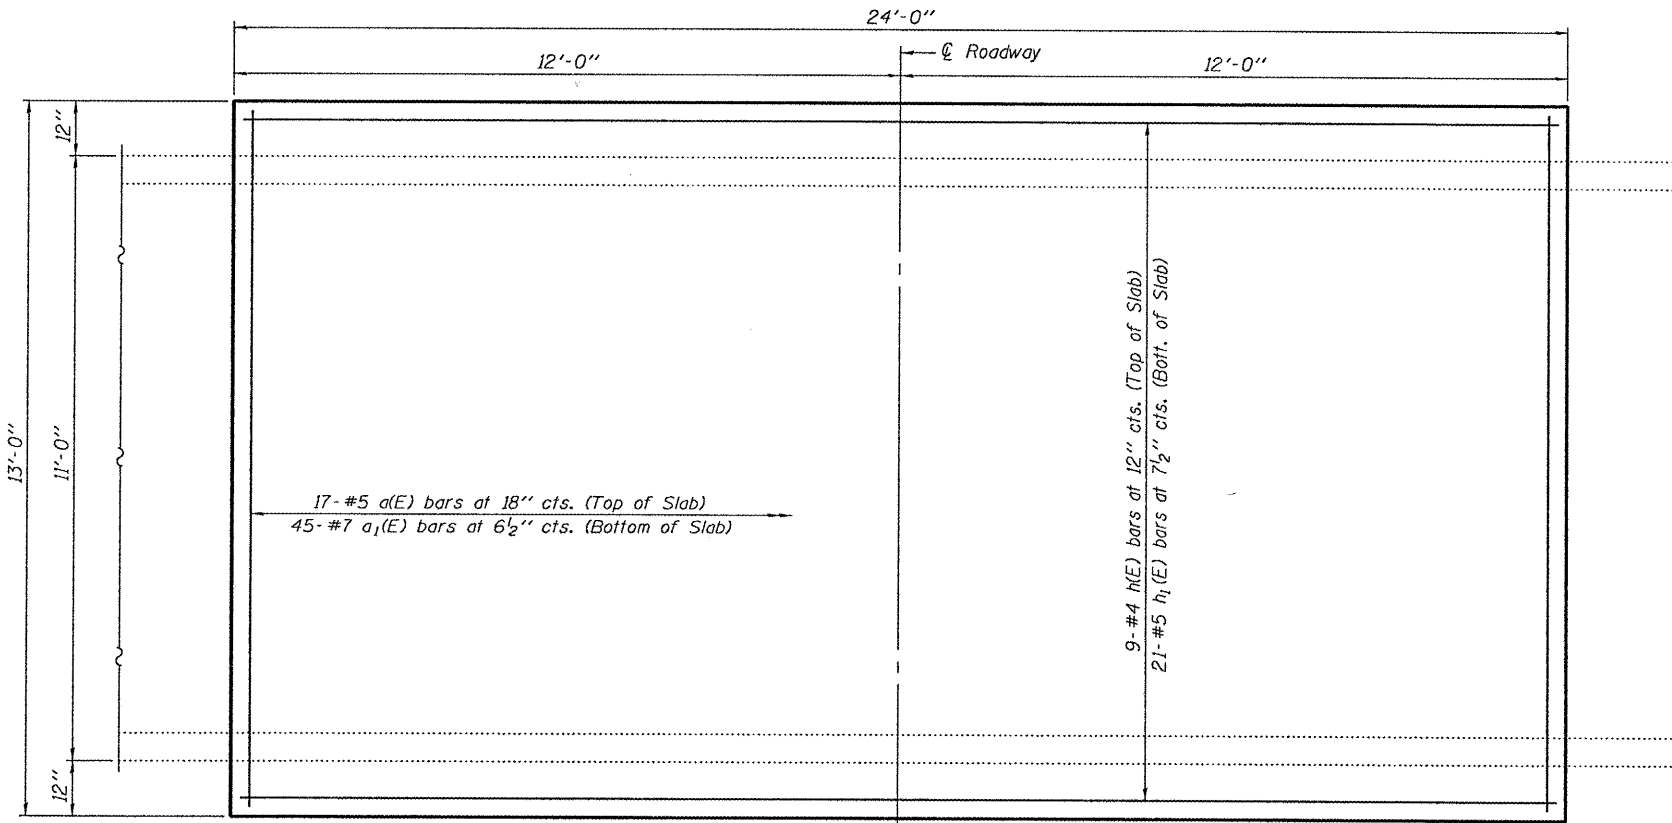 24'-0"
℄ Roadway
12'-0"
12'-0"
12"
13'-0"
11'-0"
12"
17-#5 a(E) bars at 18" cts. (Top of Slab)
45-#7 a₁(E) bars at 6½" cts. (Bottom of Slab)
9-#4 h(E) bars at 12" cts. (Top of Slab)
21-#5 h₁(E) bars at 7½" cts. (Bott. of Slab)